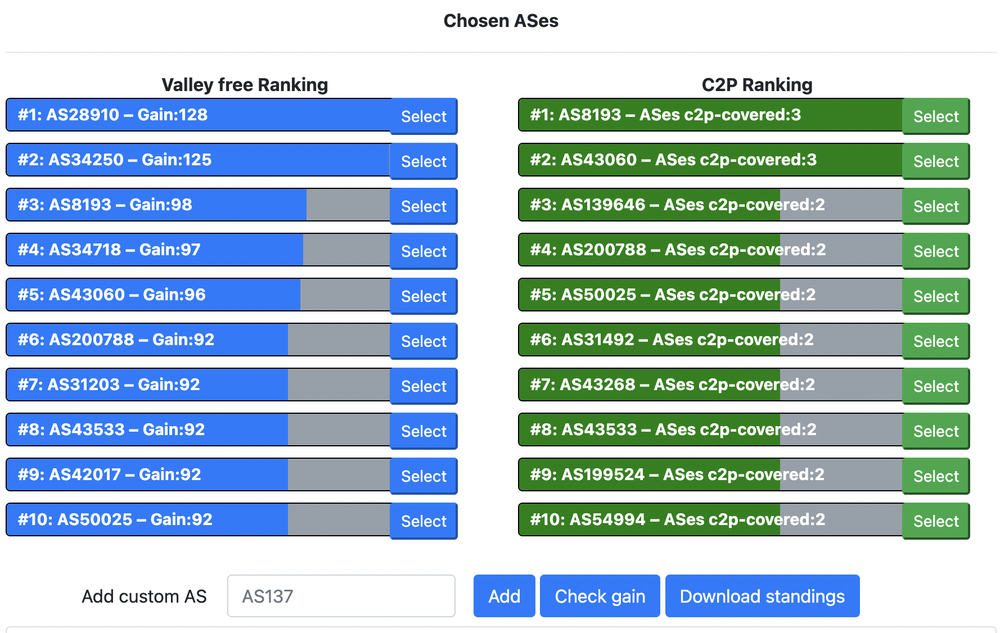 Chosen ASes
Valley free Ranking
#1: AS28910 – Gain:128 Select
#2: AS34250 – Gain:125 Select
#3: AS8193 – Gain:98 Select
#4: AS34718 – Gain:97 Select
#5: AS43060 – Gain:96 Select
#6: AS200788 – Gain:92 Select
#7: AS31203 – Gain:92 Select
#8: AS43533 – Gain:92 Select
#9: AS42017 – Gain:92 Select
#10: AS50025 – Gain:92 Select
C2P Ranking
#1: AS8193 – ASes c2p-covered:3 Select
#2: AS43060 – ASes c2p-covered:3 Select
#3: AS139646 – ASes c2p-covered:2 Select
#4: AS200788 – ASes c2p-covered:2 Select
#5: AS50025 – ASes c2p-covered:2 Select
#6: AS31492 – ASes c2p-covered:2 Select
#7: AS43268 – ASes c2p-covered:2 Select
#8: AS43533 – ASes c2p-covered:2 Select
#9: AS199524 – ASes c2p-covered:2 Select
#10: AS54994 – ASes c2p-covered:2 Select
Add custom AS AS137 Add Check gain Download standings